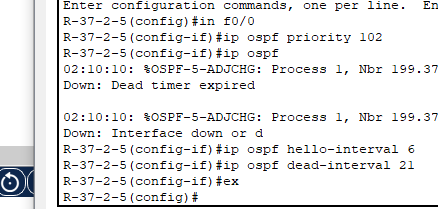 Enter configuration commands, one per line. En
R-37-2-5(config)#in f0/0
R-37-2-5(config-if)#ip ospf priority 102
R-37-2-5(config-if)#ip ospf
02:10:10: %OSPF-5-ADJCHG: Process 1, Nbr 199.37
Down: Dead timer expired
02:10:10: %OSPF-5-ADJCHG: Process 1, Nbr 199.37
Down: Interface down or d
R-37-2-5(config-if)#ip ospf hello-interval 6
R-37-2-5(config-if)#ip ospf dead-interval 21
R-37-2-5(config-if)#ex
R-37-2-5(config)#